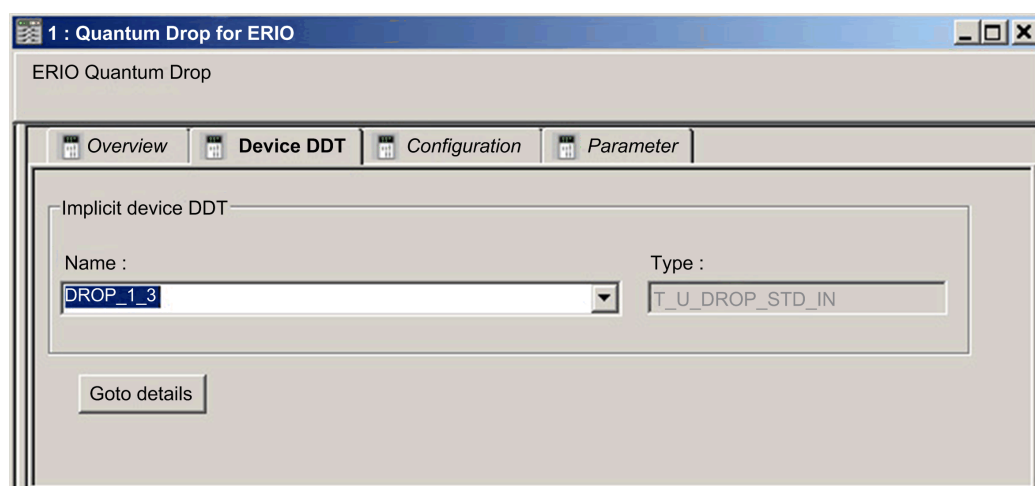 1 : Quantum Drop for ERIO
ERIO Quantum Drop
Overview Device DDT Configuration Parameter
Implicit device DDT
Name : Type :
DROP_1_3 T_U_DROP_STD_IN
Goto details